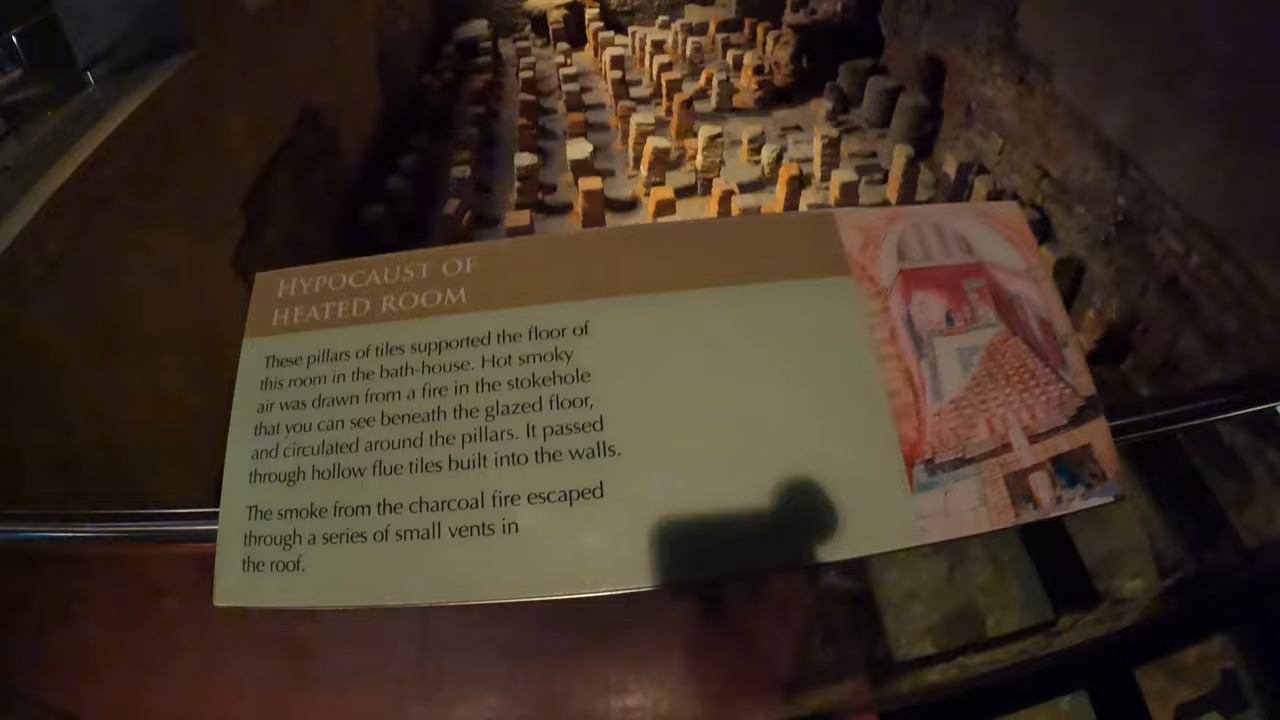 HYPOCAUST OF
HEATED ROOM
These pillars of tiles supported the floor of
this room in the bath-house. Hot smoky
air was drawn from a fire in the stokehole
that you can see beneath the glazed floor,
and circulated around the pillars. It passed
through hollow flue tiles built into the walls.
The smoke from the charcoal fire escaped
through a series of small vents in
the roof.